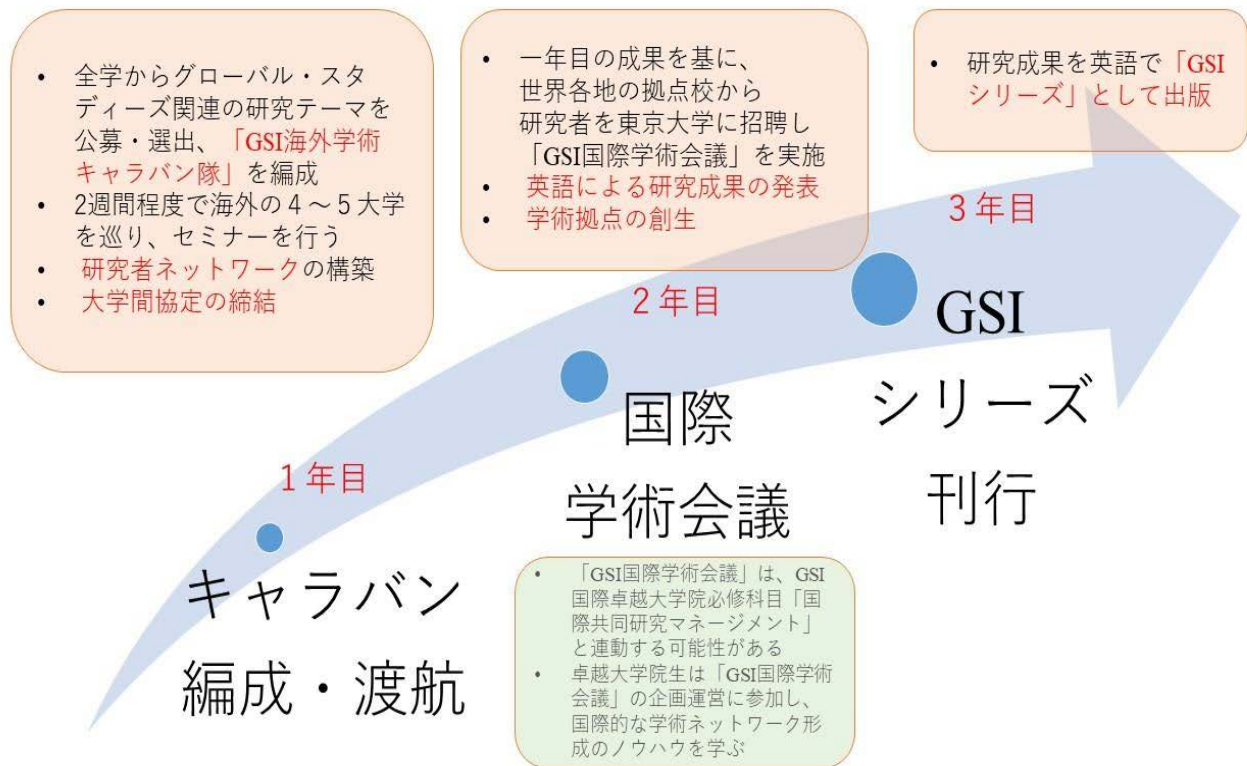 • 全学からグローバル・スタ
ディーズ関連の研究テーマを
公募・選出、「GSI海外学術
キャラバン隊」を編成
• 2週間程度で海外の４～５大学
を巡り、セミナーを行う
• 研究者ネットワークの構築
• 大学間協定の締結
• 一年目の成果を基に、
世界各地の拠点校から
研究者を東京大学に招聘し
「GSI国際学術会議」を実施
• 英語による研究成果の発表
• 学術拠点の創生
• 研究成果を英語で「GSI
シリーズ」として出版
１年目
キャラバン
編成・渡航
２年目
国際
学術会議
３年目
GSI
シリーズ
刊行
• 「GSI国際学術会議」は、GSI
国際卓越大学院必修科目「国
際共同研究マネージメント」
と連動する可能性がある
• 卓越大学院生は「GSI国際学術
会議」の企画運営に参加し、
国際的な学術ネットワーク形
成のノウハウを学ぶ